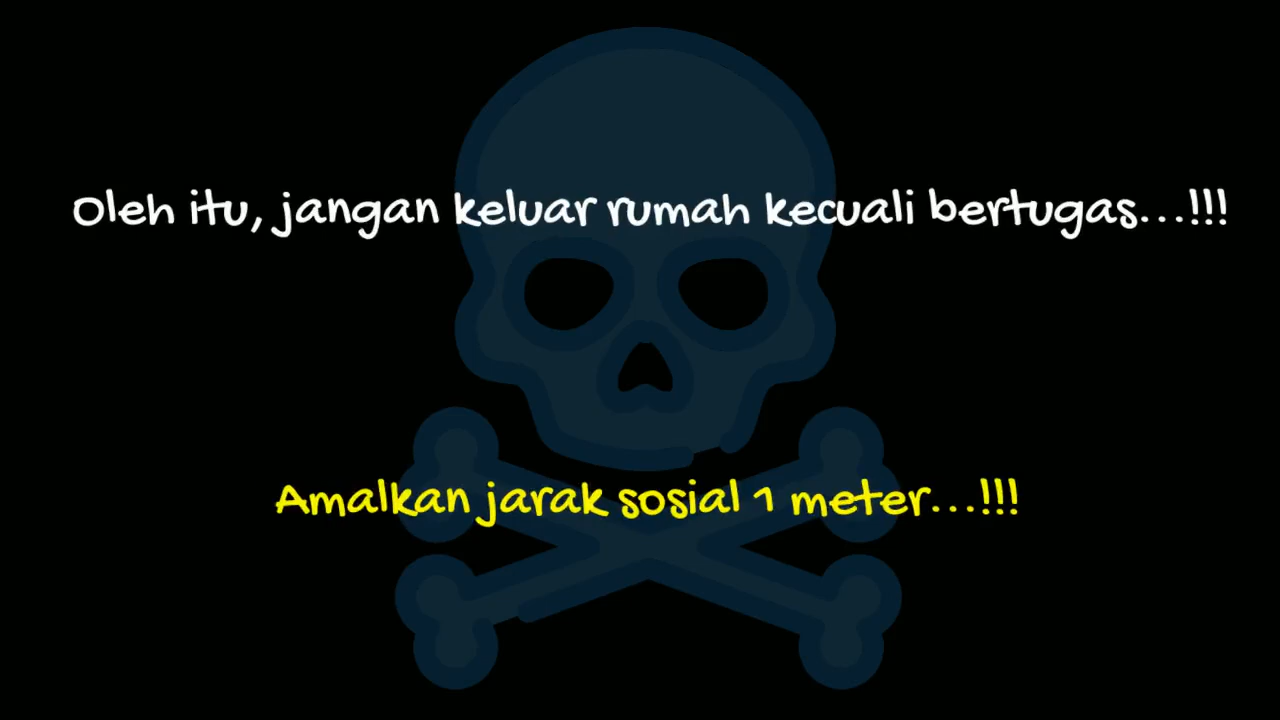 Oleh itu, jangan keluar rumah kecuali bertugas...!!!
Amalkan jarak sosial 1 meter...!!!